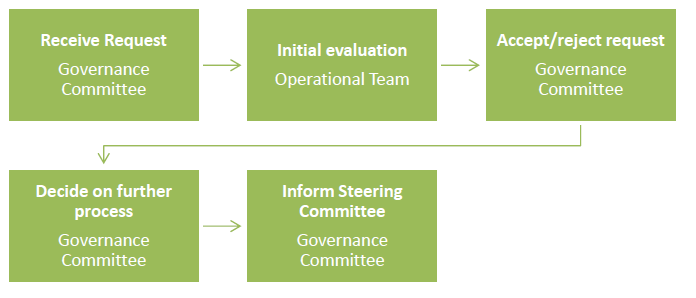 Receive Request
Governance
Committee
Initial evaluation
Operational Team
Accept/reject request
Governance
Committee
Decide on further
process
Governance
Committee
Inform Steering
Committee
Governance
Committee